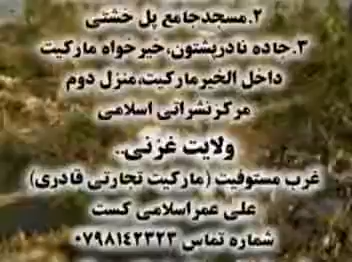 ۲.مسجدجامع پل خشتی
۳.جاده نادرپشتون،خیرخواه مارکیت
داخل الخیرمارکیت،منزل دوم
مرکزنشراتی اسلامی
ولایت غزنی..
غرب مستوفیت (مارکیت تجارتی قادری)
علی عمراسلامی کست
شماره تماس ۰۷۹۸۱۴۲۳۲۳